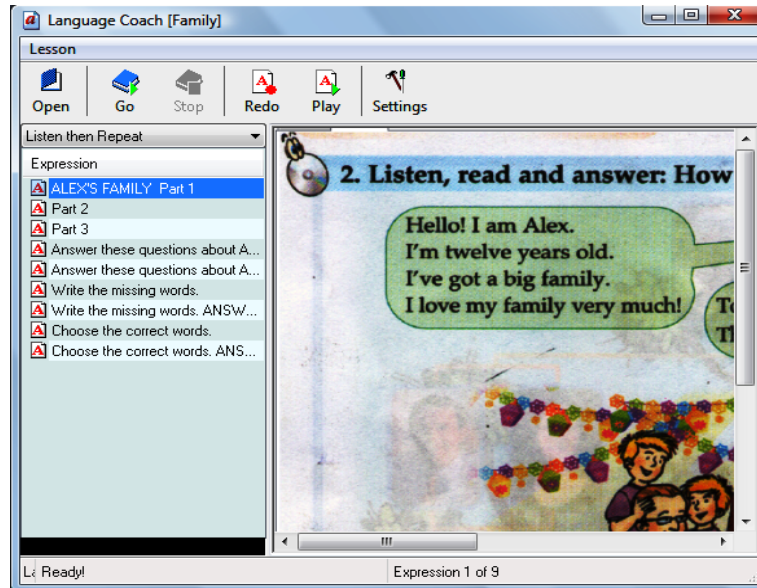 Language Coach [Family]
Lesson
Open Go Stop Redo Play Settings
Listen then Repeat
Expression
ALEX'S FAMILY Part 1
Part 2
Part 3
Answer these questions about A...
Answer these questions about A...
Write the missing words.
Write the missing words. ANSW...
Choose the correct words.
Choose the correct words. ANS...
2. Listen, read and answer: How
Hello! I am Alex.
I'm twelve years old.
I've got a big family.
I love my family very much!
Ready!
Expression 1 of 9